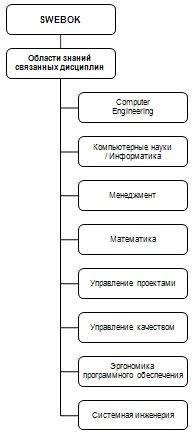 SWEBOK
Области знаний
связанных дисциплин
Computer
Engineering
Компьютерные науки
/ Информатика
Менеджмент
Математика
Управление проектами
Управление качеством
Эргономика
программного обеспечения
Системная инженерия